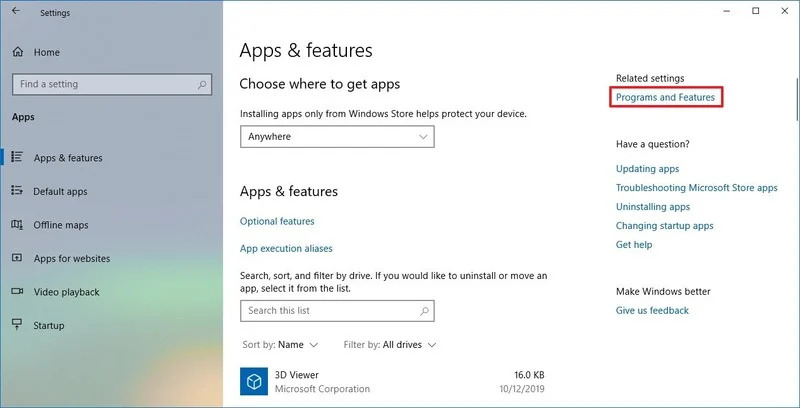 Settings
Home
Find a setting
Apps
Apps & features
Default apps
Offline maps
Apps for websites
Video playback
Startup
Apps & features
Choose where to get apps
Installing apps only from Windows Store helps protect your device.
Anywhere
Apps & features
Optional features
App execution aliases
Search, sort, and filter by drive. If you would like to uninstall or move an
app, select it from the list.
Search this list
Sort by: Name Filter by: All drives
3D Viewer 16.0 KB
Microsoft Corporation 10/12/2019
Related settings
Programs and Features
Have a question?
Updating apps
Troubleshooting Microsoft Store apps
Uninstalling apps
Changing startup apps
Get help
Make Windows better
Give us feedback